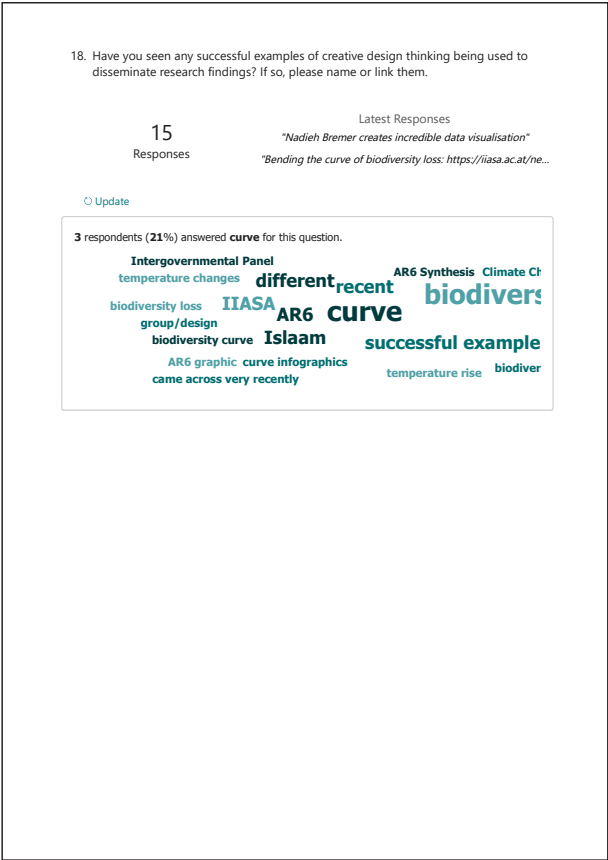 18. Have you seen any successful examples of creative design thinking being used to
disseminate research findings? If so, please name or link them.
15
Responses
Latest Responses
"Nadieh Bremer creates incredible data visualisation"
"Bending the curve of biodiversity loss: https://iiasa.ac.at/ne...
Update
3 respondents (21%) answered curve for this question.
Intergovernmental Panel
temperature changes different recent AR6 Synthesis Climate Ch
biodiversity loss IIASA AR6 curve biodivers
group/design
biodiversity curve Islaam successful example
AR6 graphic curve infographics temperature rise biodiver
came across very recently